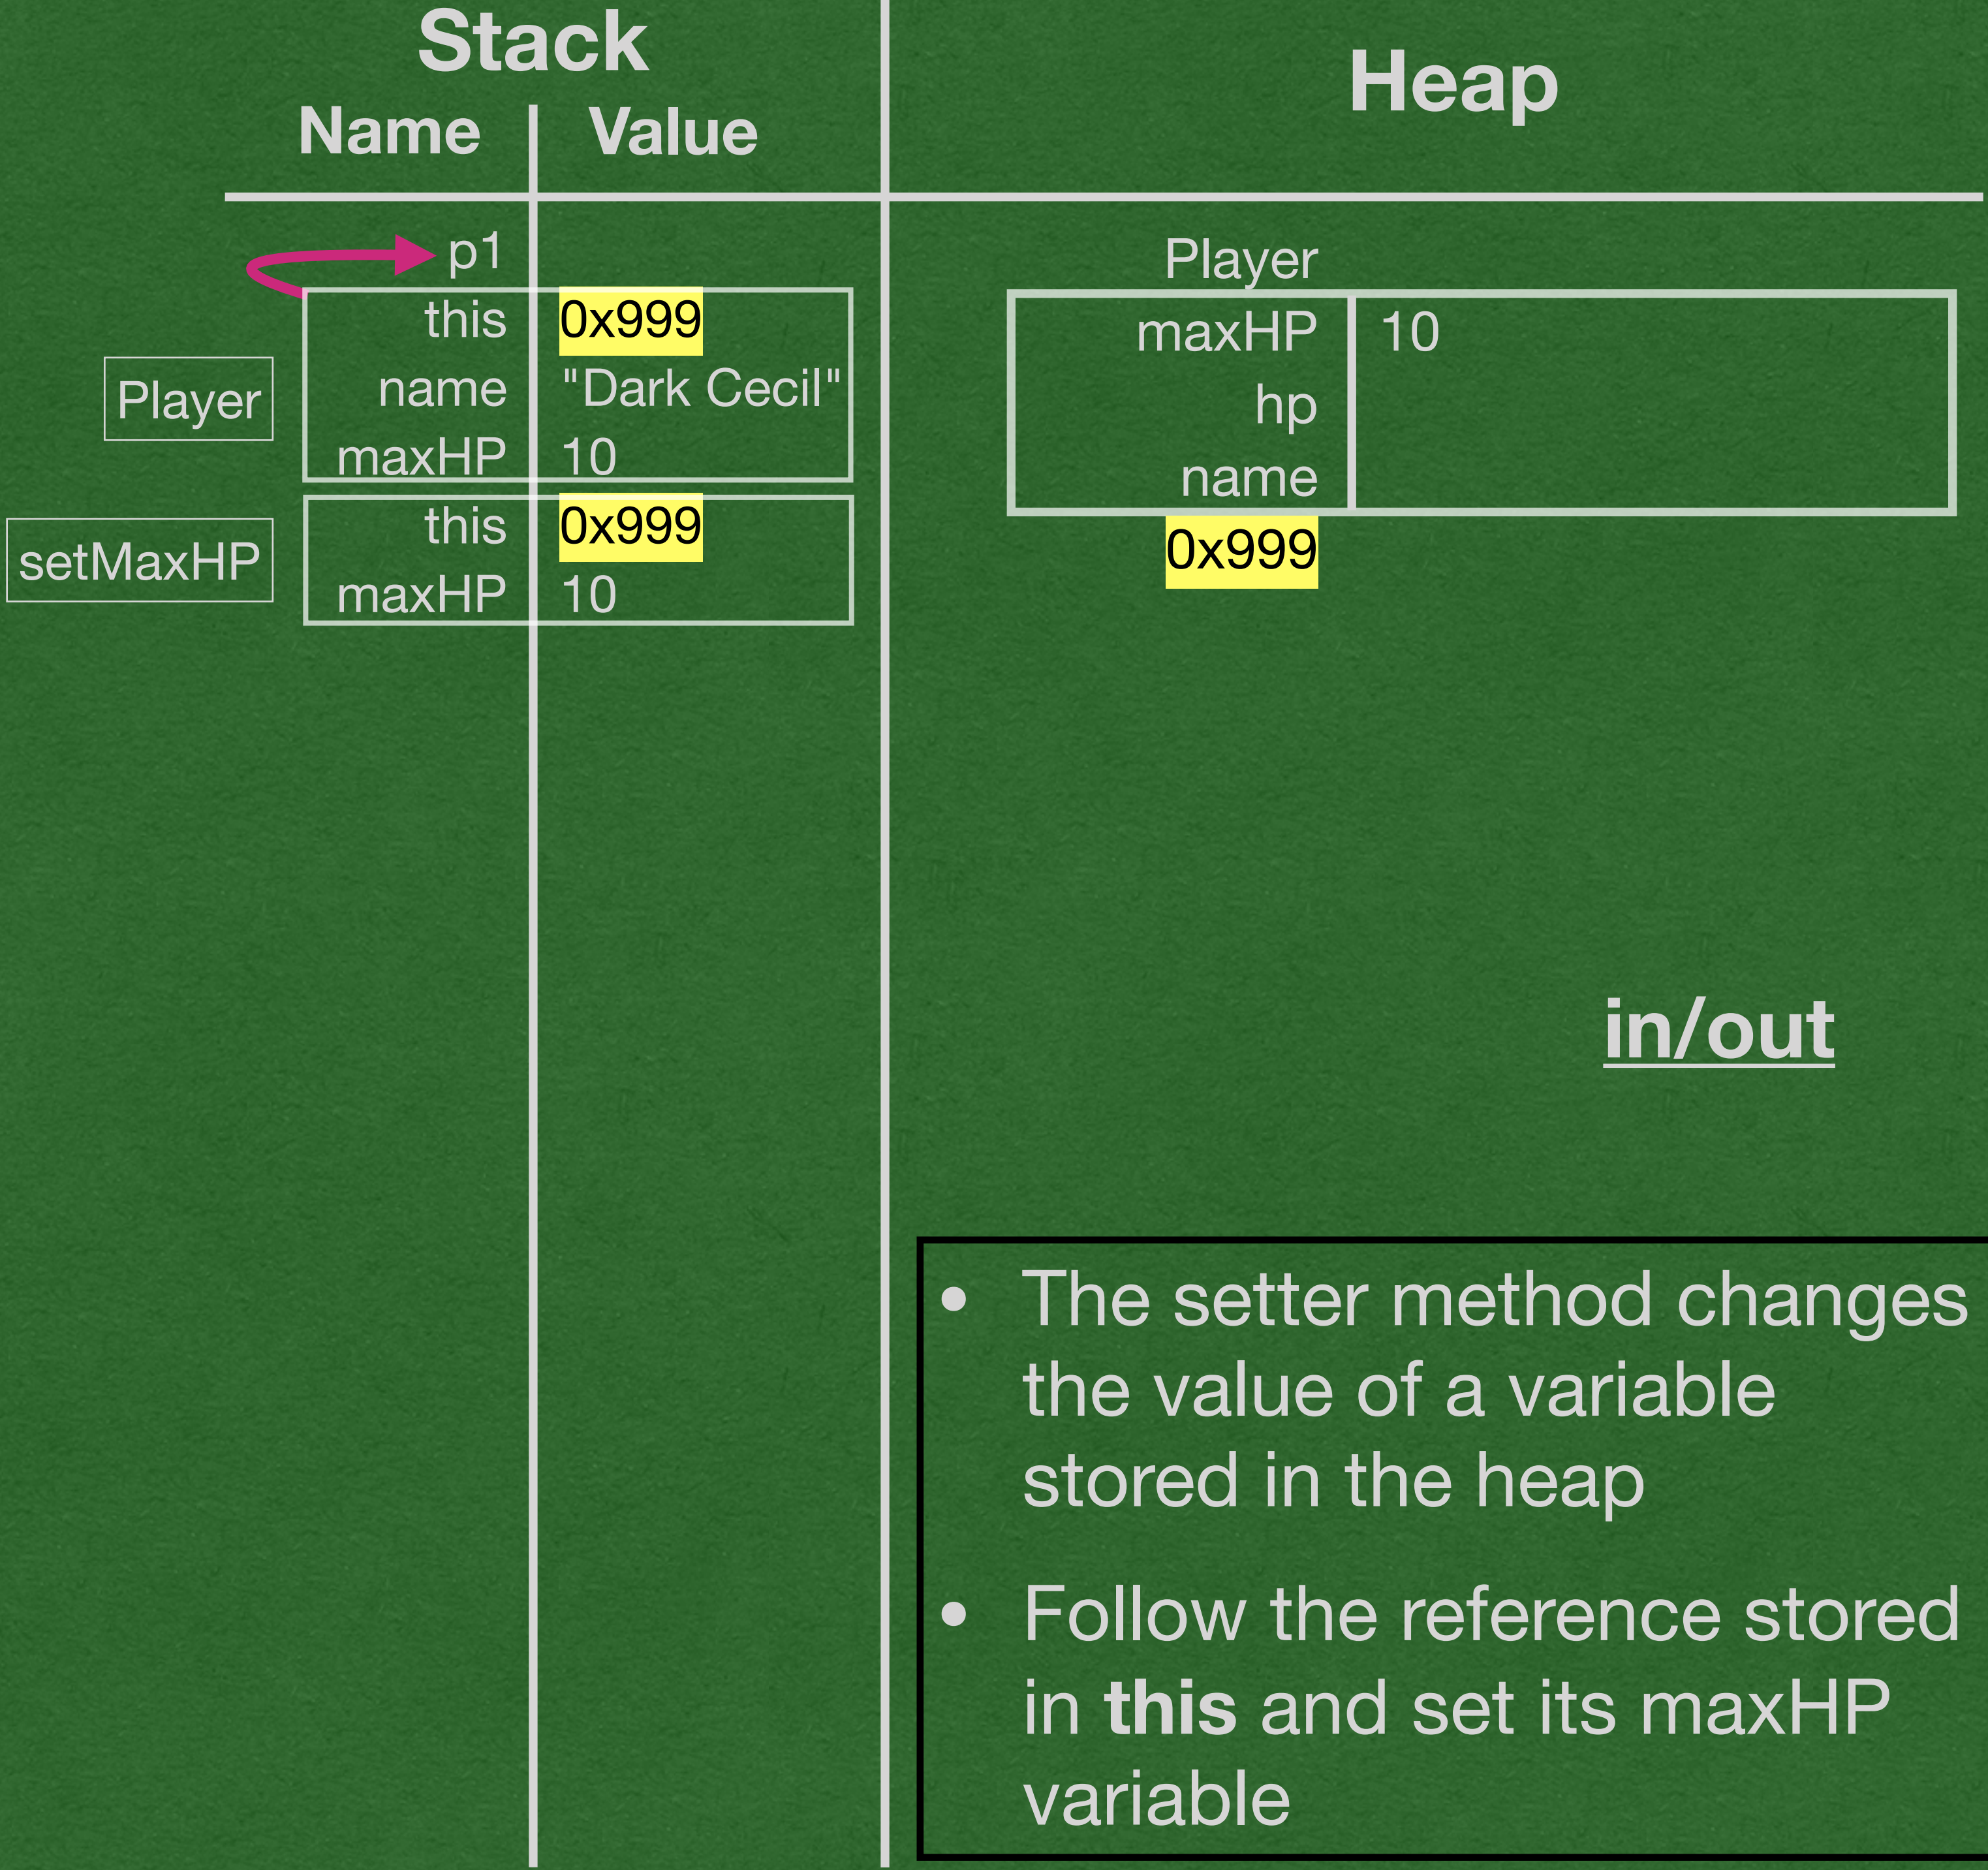 Stack
Heap
Name Value
p1
this 0x999
Player
name "Dark Cecil"
maxHP 10
setMaxHP
this 0x999
maxHP 10
Player
maxHP 10
hp
name
0x999
in/out
• The setter method changes
the value of a variable
stored in the heap
• Follow the reference stored
in this and set its maxHP
variable